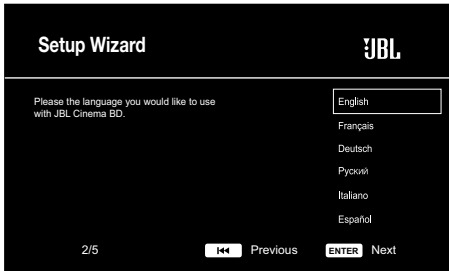 Setup Wizard
JBL
Please the language you would like to use
with JBL Cinema BD.
English
Français
Deutsch
Руский
Italiano
Español
2/5
Previous
ENTER Next